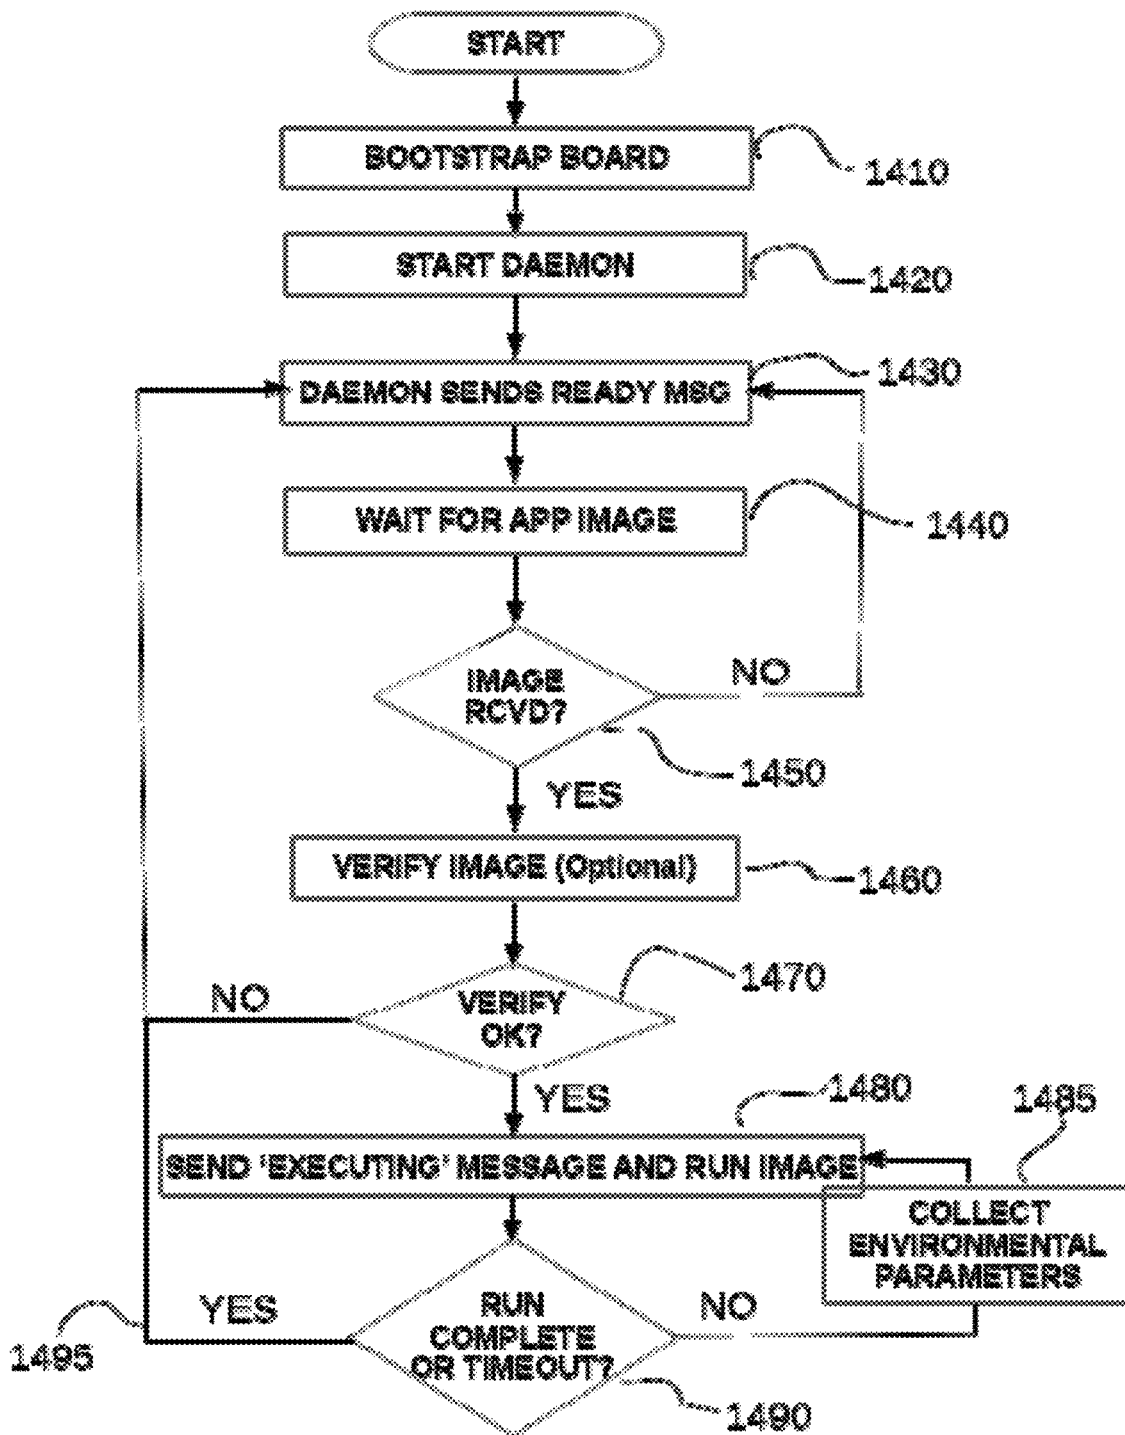 START
BOOTSTRAP BOARD
1410
START DAEMON
1420
DAEMON SENDS READY MSG
1430
WAIT FOR APP IMAGE
1440
IMAGE
RCVD?
NO
1450
YES
VERIFY IMAGE (Optional)
1460
VERIFY
OK?
1470
NO
YES
1480
1485
SEND 'EXECUTING' MESSAGE AND RUN IMAGE
COLLECT
ENVIRONMENTAL
PARAMETERS
RUN
COMPLETE
OR TIMEOUT?
YES
NO
1495
1490